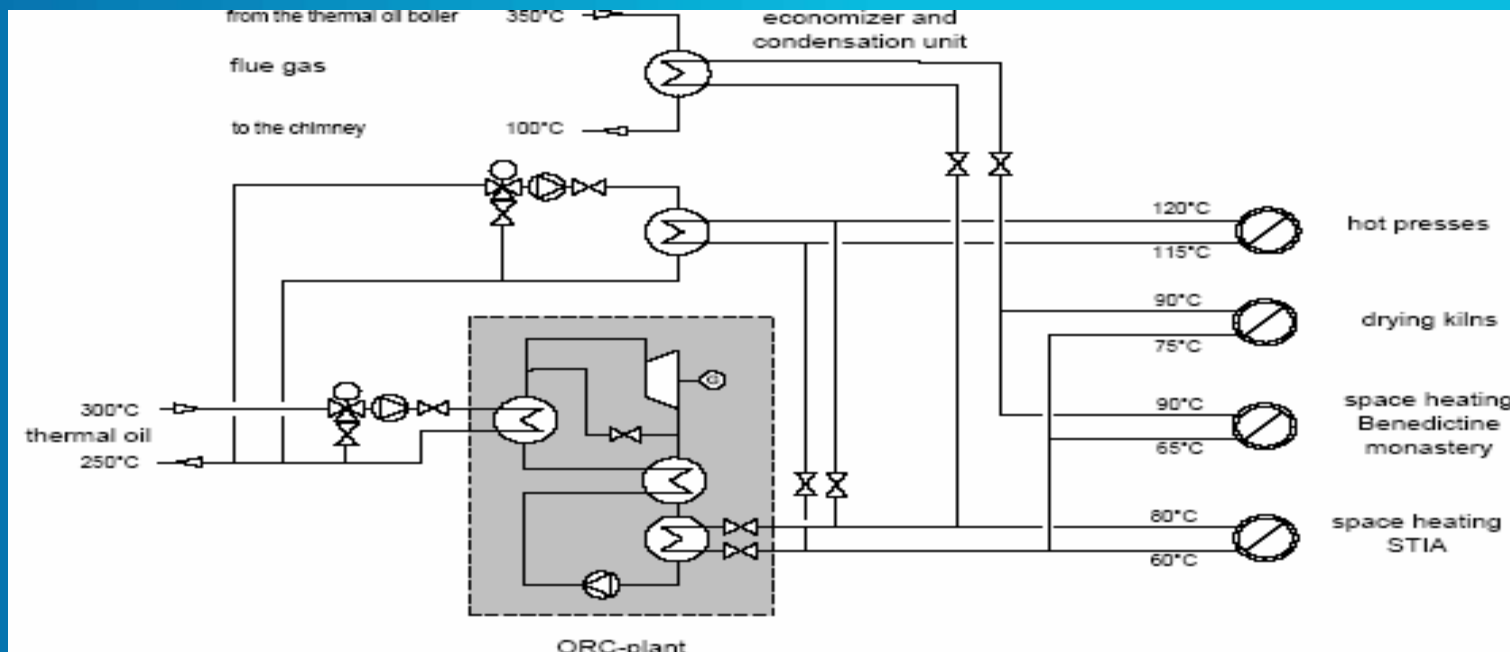 from the thermal oil boiler 350°C
economizer and
condensation unit
flue gas
to the chimney 100°C
120°C
hot presses
115°C
90°C
drying kilns
75°C
300°C
thermal oil
250°C
G
90°C
space heating
Benedictine
monastery
65°C
80°C
space heating
STIA
60°C
ORC-plant